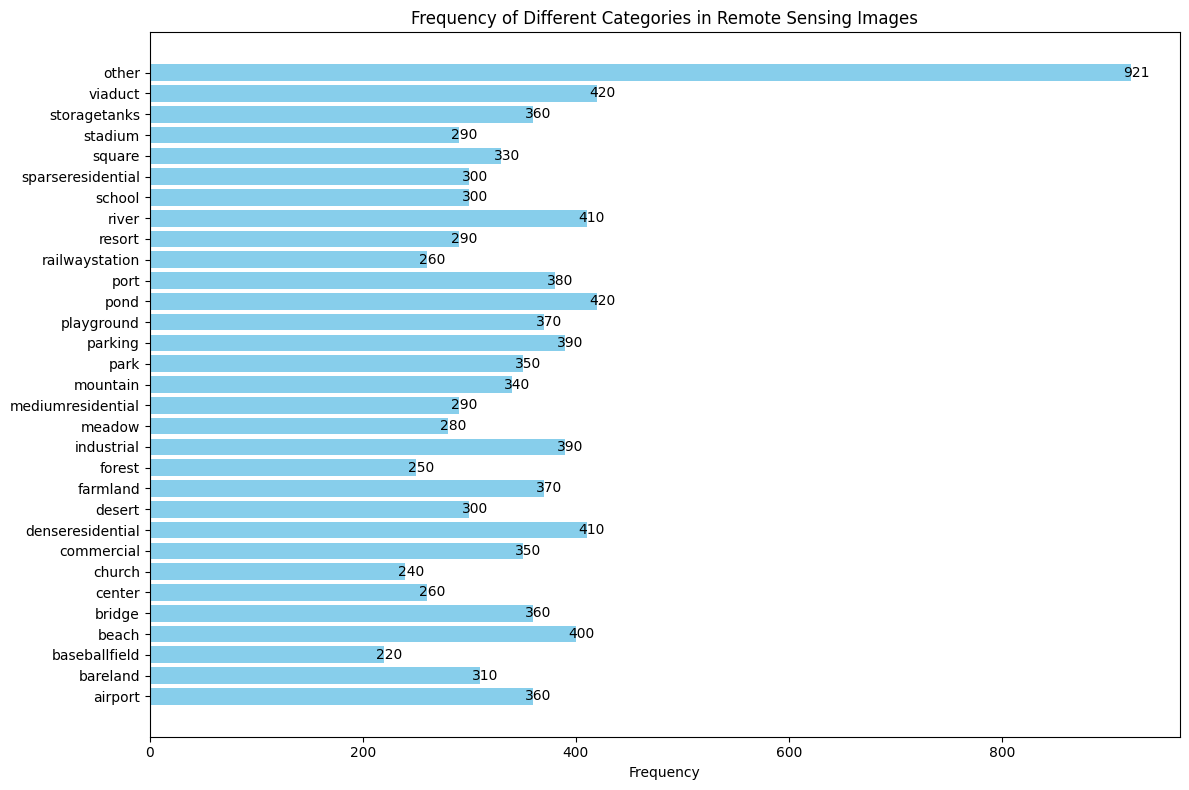 Frequency of Different Categories in Remote Sensing Images
other 921
viaduct 420
storagetanks 360
stadium 290
square 330
sparseresidential 300
school 300
river 410
resort 290
railwaystation 260
port 380
pond 420
playground 370
parking 390
park 350
mountain 340
mediumresidential 290
meadow 280
industrial 390
forest 250
farmland 370
desert 300
denseresidential 410
commercial 350
church 240
center 260
bridge 360
beach 400
baseballfield 220
bareland 310
airport 360
0 200 400 600 800
Frequency